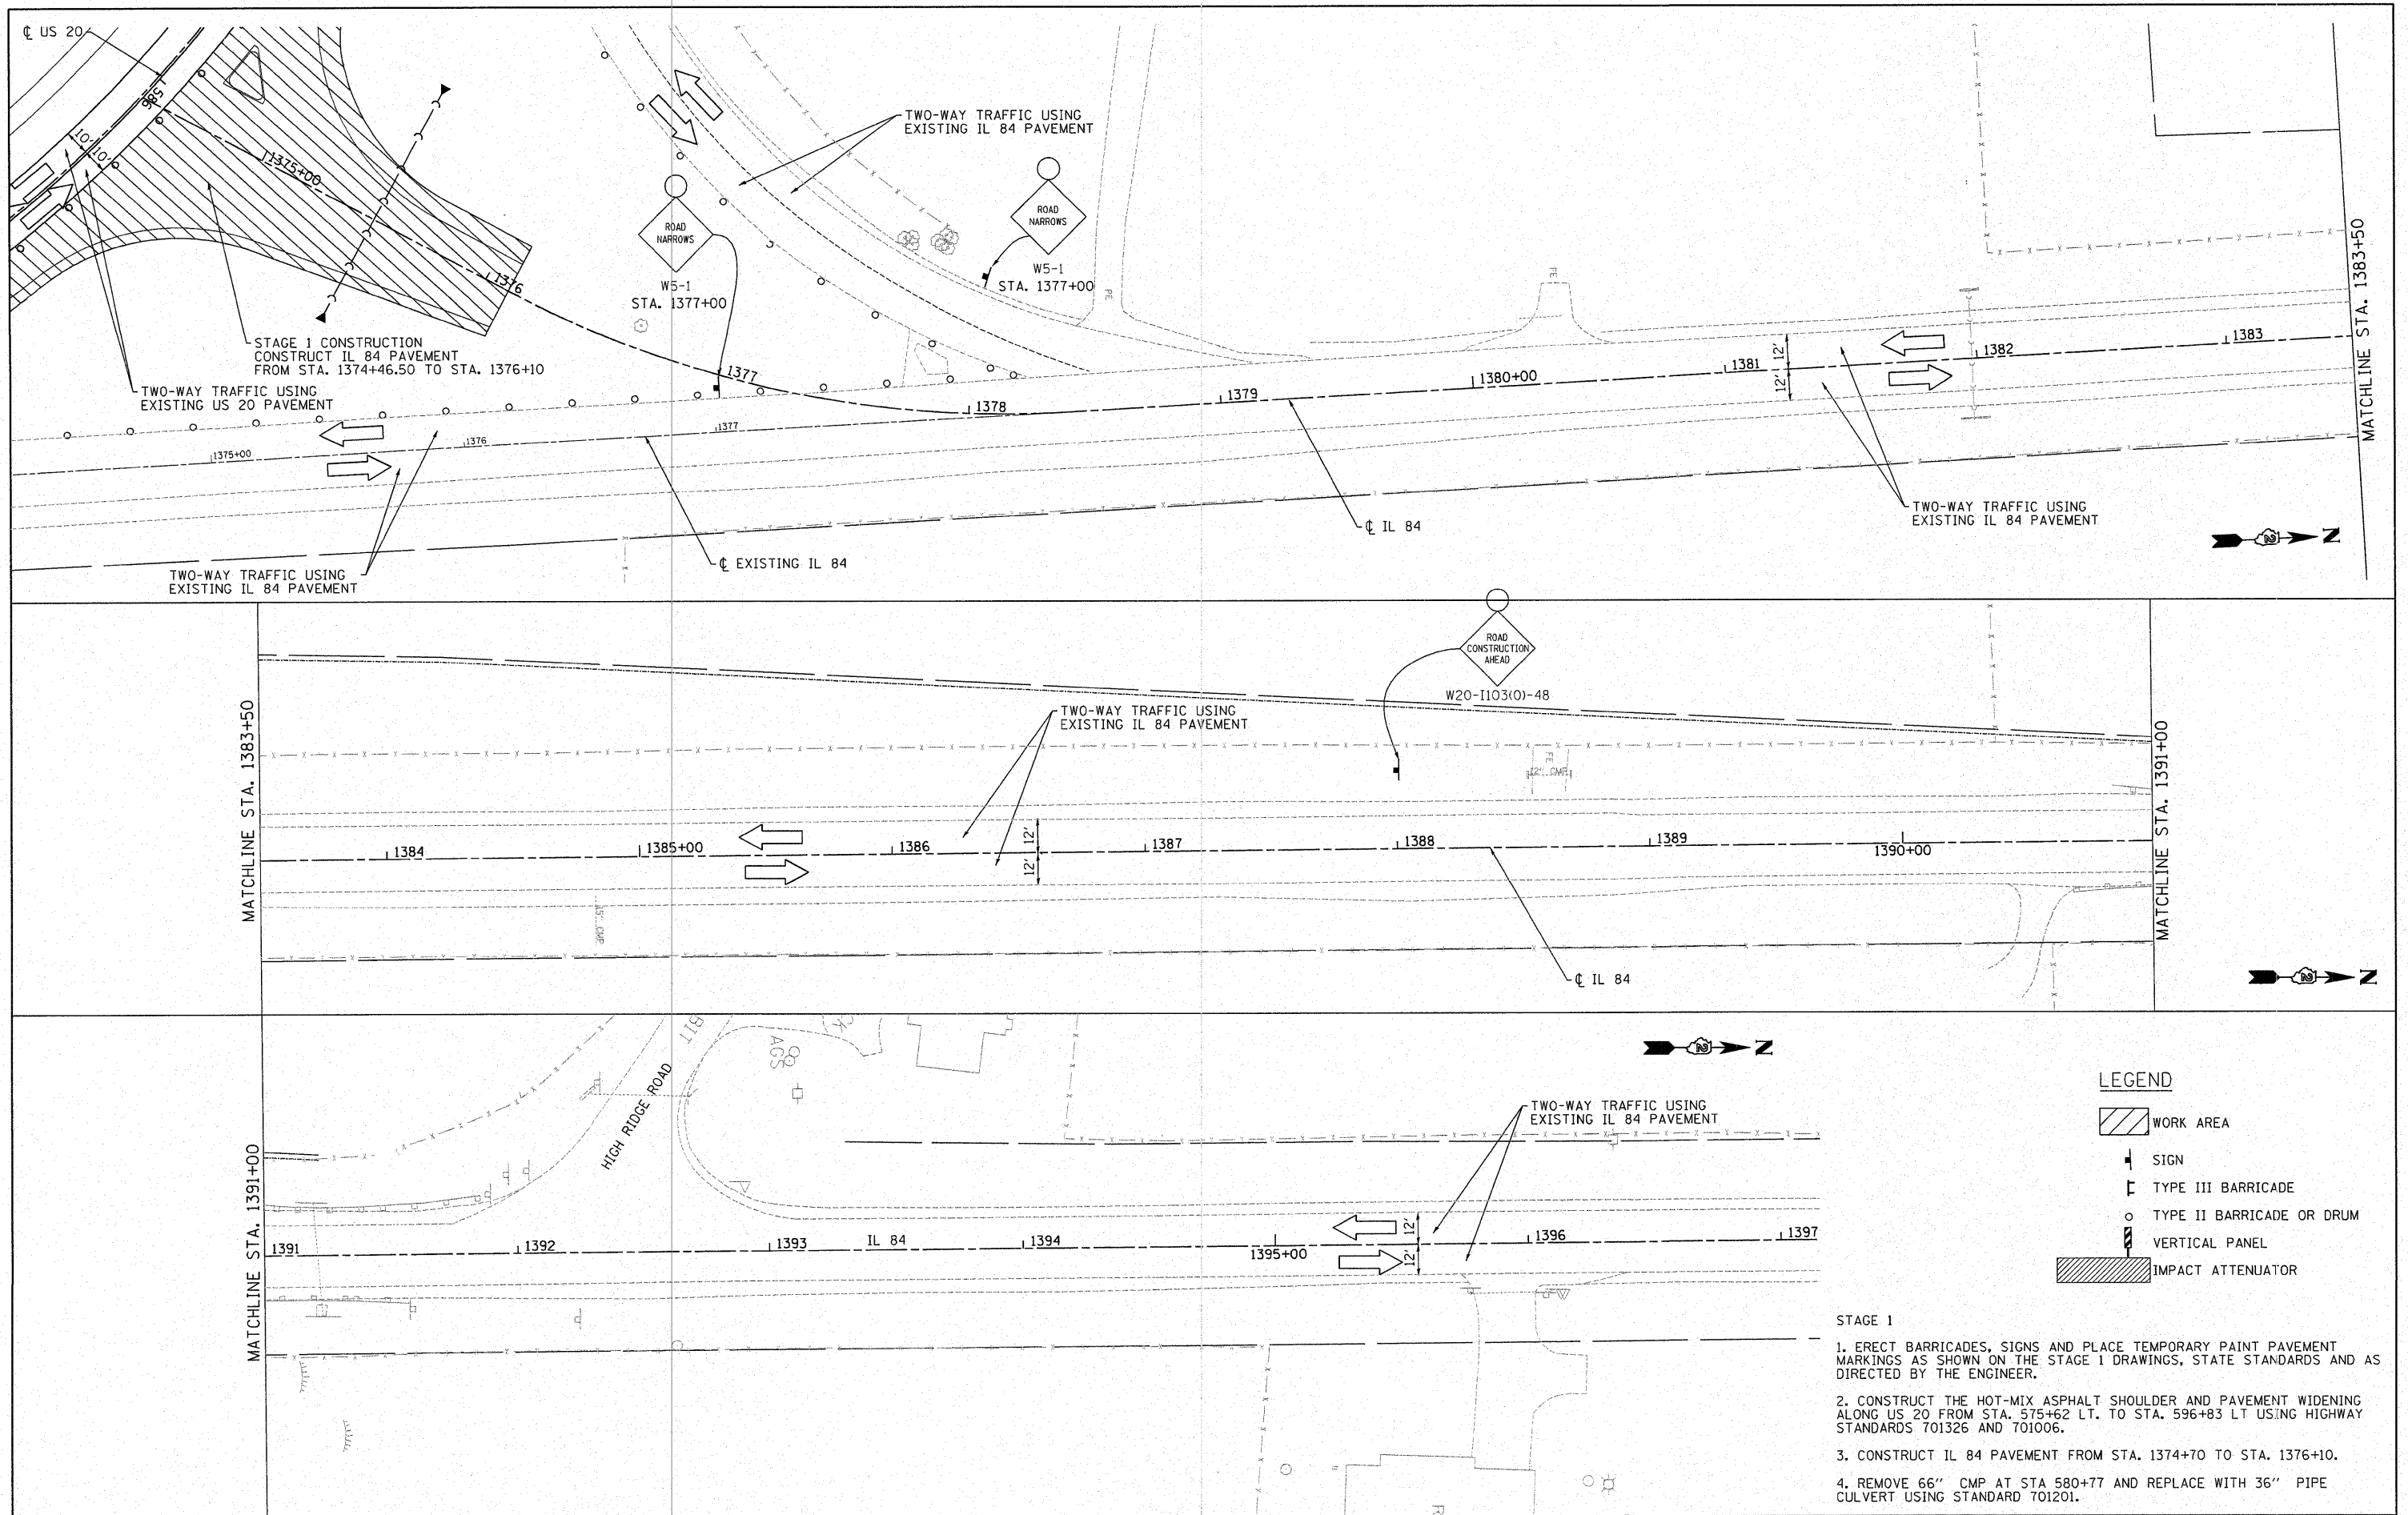 ℄ US 20
586
10'
10'
1375+00
1376
STAGE 1 CONSTRUCTION
CONSTRUCT IL 84 PAVEMENT
FROM STA. 1374+46.50 TO STA. 1376+10
TWO-WAY TRAFFIC USING
EXISTING US 20 PAVEMENT
TWO-WAY TRAFFIC USING
EXISTING IL 84 PAVEMENT
ROAD
NARROWS
W5-1
STA. 1377+00
ROAD
NARROWS
W5-1
STA. 1377+00
PE
FE
1377
1378
1379
1380+00
1381
1382
1383
12'
12'
1375+00
1376
1377
TWO-WAY TRAFFIC USING
EXISTING IL 84 PAVEMENT
℄ EXISTING IL 84
℄ IL 84
TWO-WAY TRAFFIC USING
EXISTING IL 84 PAVEMENT
MATCHLINE STA. 1383+50
N
MATCHLINE STA. 1383+50
ROAD
CONSTRUCTION
AHEAD
W20-I103(O)-48
TWO-WAY TRAFFIC USING
EXISTING IL 84 PAVEMENT
FE
12" CMP
1384
1385+00
1386
1387
1388
1389
1390+00
12'
12'
15" CMP
℄ IL 84
MATCHLINE STA. 1391+00
N
MATCHLINE STA. 1391+00
HIGH RIDGE ROAD
BIT
AGS
CK
1391
1392
1393
IL 84
1394
1395+00
1396
1397
12'
12'
TWO-WAY TRAFFIC USING
EXISTING IL 84 PAVEMENT
R
N
LEGEND
WORK AREA
SIGN
TYPE III BARRICADE
TYPE II BARRICADE OR DRUM
VERTICAL PANEL
IMPACT ATTENUATOR
STAGE 1
1. ERECT BARRICADES, SIGNS AND PLACE TEMPORARY PAINT PAVEMENT
MARKINGS AS SHOWN ON THE STAGE 1 DRAWINGS, STATE STANDARDS AND AS
DIRECTED BY THE ENGINEER.
2. CONSTRUCT THE HOT-MIX ASPHALT SHOULDER AND PAVEMENT WIDENING
ALONG US 20 FROM STA. 575+62 LT. TO STA. 596+83 LT USING HIGHWAY
STANDARDS 701326 AND 701006.
3. CONSTRUCT IL 84 PAVEMENT FROM STA. 1374+70 TO STA. 1376+10.
4. REMOVE 66" CMP AT STA 580+77 AND REPLACE WITH 36" PIPE
CULVERT USING STANDARD 701201.